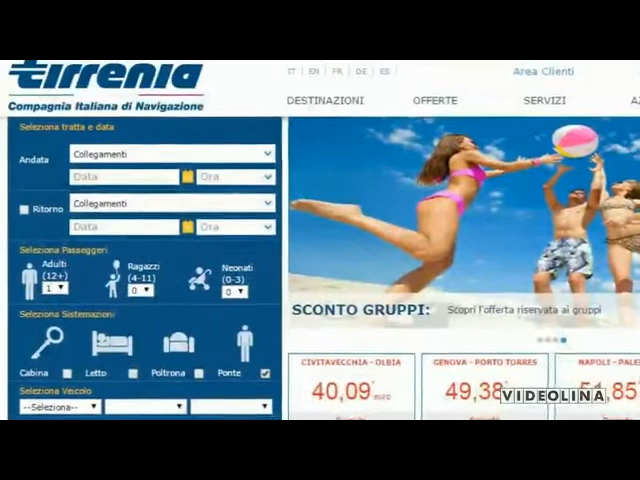 Tirrenia
Compagnia Italiana di Navigazione
IT | EN | FR | DE | ES
Area Clienti
DESTINAZIONI
OFFERTE
SERVIZI
Seleziona tratta e data
Andata
Collegamenti
Data
Ora
Ritorno
Collegamenti
Data
Ora
Seleziona Passeggeri
Adulti
(12+)
1
Ragazzi
(4-11)
0
Neonati
(0-3)
0
SCONTO GRUPPI:
Scopri l'offerta riservata ai gruppi
Seleziona Sistemazioni
Cabina
Letto
Poltrona
Ponte
Seleziona Veicolo
--Seleziona--
CIVITAVECCHIA - OLBIA
40,09* euro
GENOVA - PORTO TORRES
49,38*
NAPOLI - PALE
VIDEOLINA